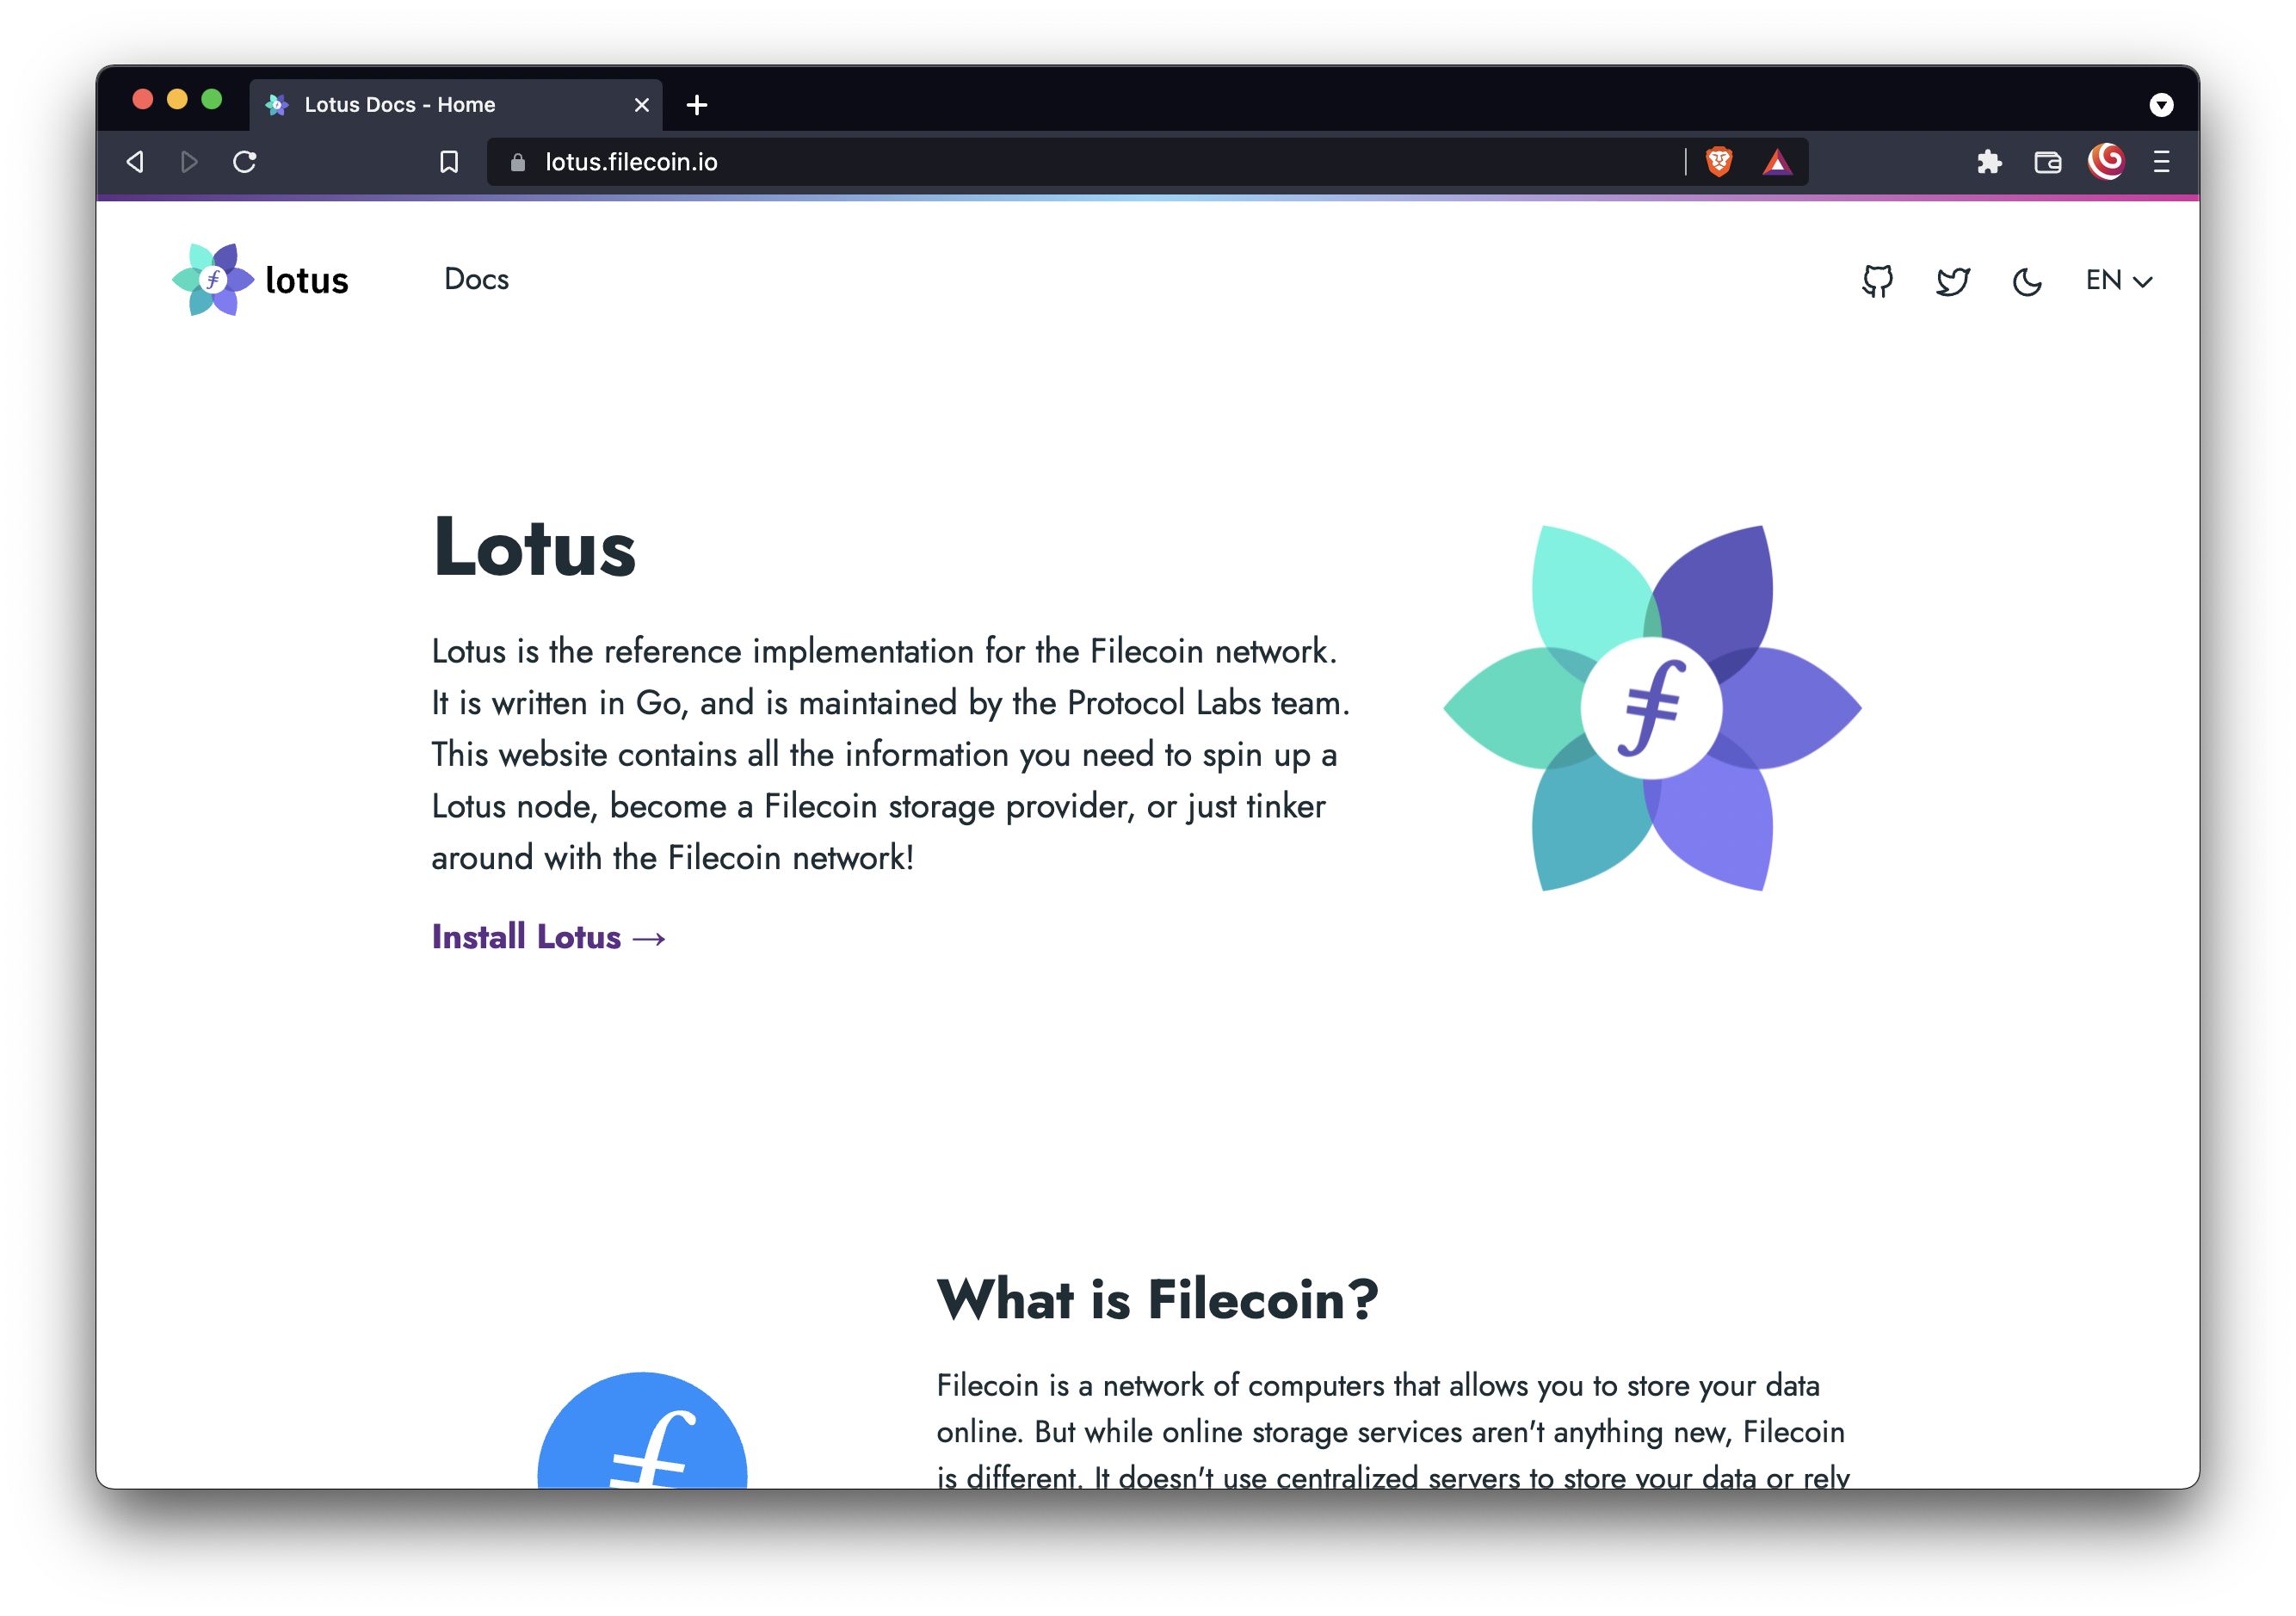 Lotus Docs - Home
lotus.filecoin.io
lotus
Docs
EN
Lotus
Lotus is the reference implementation for the Filecoin network.
It is written in Go, and is maintained by the Protocol Labs team.
This website contains all the information you need to spin up a
Lotus node, become a Filecoin storage provider, or just tinker
around with the Filecoin network!
Install Lotus →
What is Filecoin?
Filecoin is a network of computers that allows you to store your data
online. But while online storage services aren't anything new, Filecoin
is different. It doesn't use centralized servers to store your data or rely